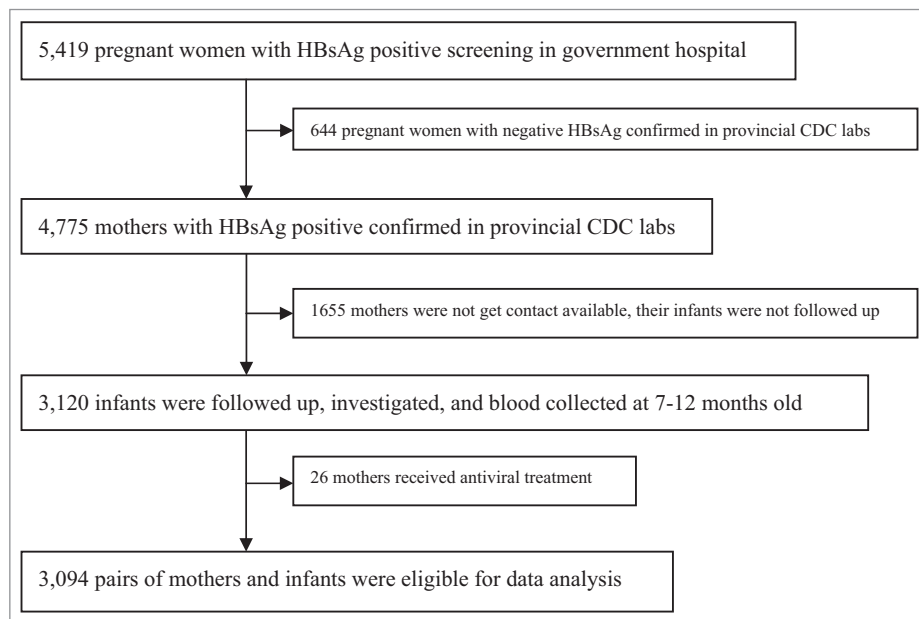 5,419 pregnant women with HBsAg positive screening in government hospital
644 pregnant women with negative HBsAg confirmed in provincial CDC labs
4,775 mothers with HBsAg positive confirmed in provincial CDC labs
1655 mothers were not get contact available, their infants were not followed up
3,120 infants were followed up, investigated, and blood collected at 7-12 months old
26 mothers received antiviral treatment
3,094 pairs of mothers and infants were eligible for data analysis